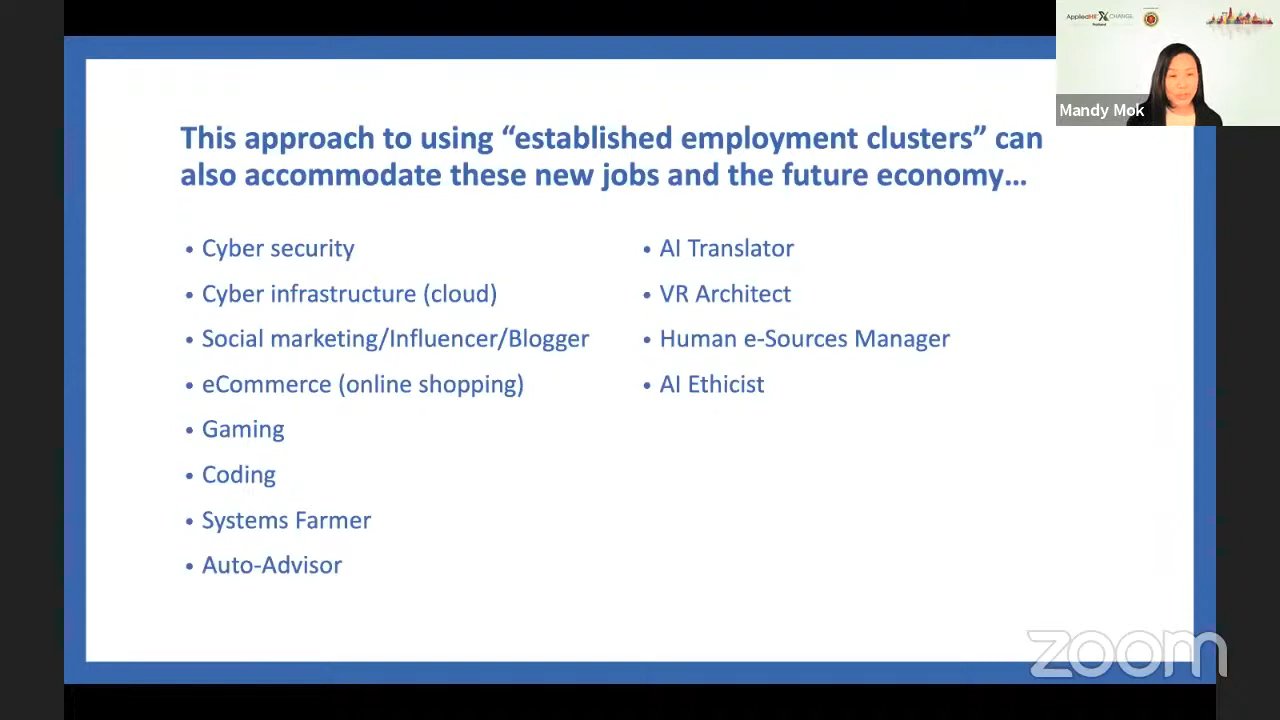 AppliedHE XCHANGE
Mandy Mok
This approach to using “established employment clusters” can
also accommodate these new jobs and the future economy…
• Cyber security
• Cyber infrastructure (cloud)
• Social marketing/Influencer/Blogger
• eCommerce (online shopping)
• Gaming
• Coding
• Systems Farmer
• Auto-Advisor
• AI Translator
• VR Architect
• Human e-Sources Manager
• AI Ethicist
zoom